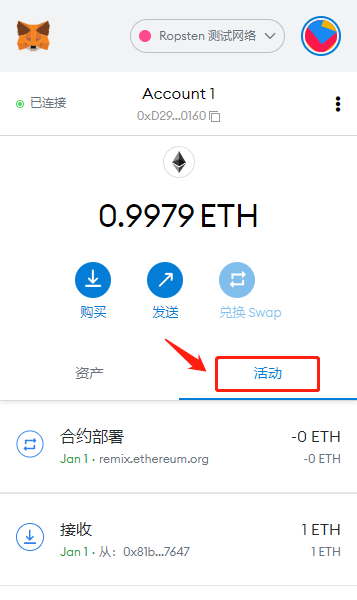 Ropsten 测试网络
已连接
Account 1
0xD29...0160
0.9979 ETH
购买
发送
兑换 Swap
资产
活动
合约部署
-0 ETH
Jan 1 · remix.ethereum.org
-0 ETH
接收
1 ETH
Jan 1 · 从：0x81b...7647
1 ETH